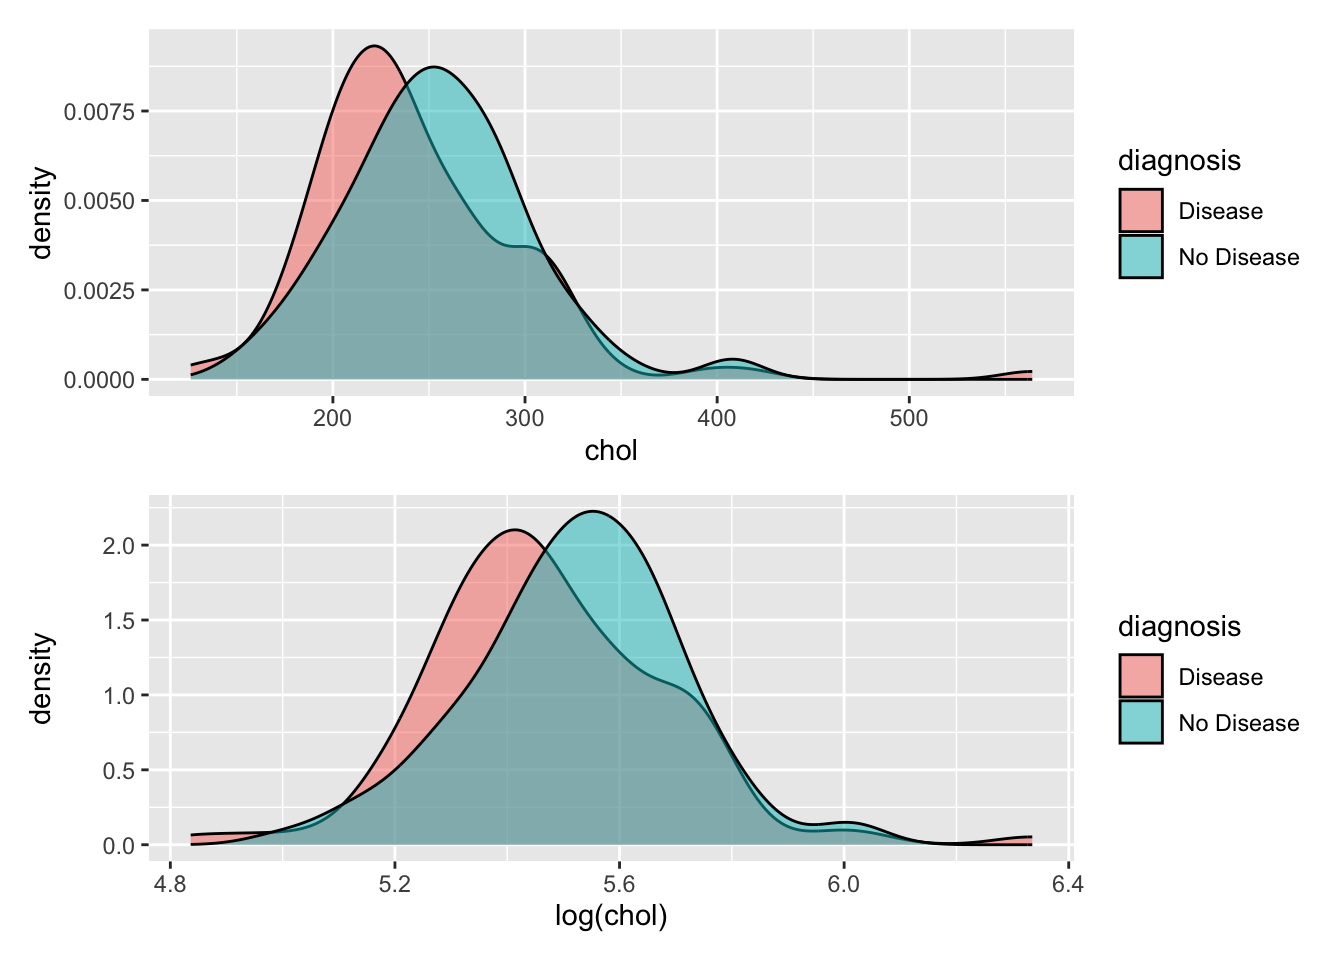 density
0.0075
0.0050
0.0025
0.0000
200 300 400 500
chol
diagnosis
Disease
No Disease
density
2.0
1.5
1.0
0.5
0.0
4.8 5.2 5.6 6.0 6.4
log(chol)
diagnosis
Disease
No Disease